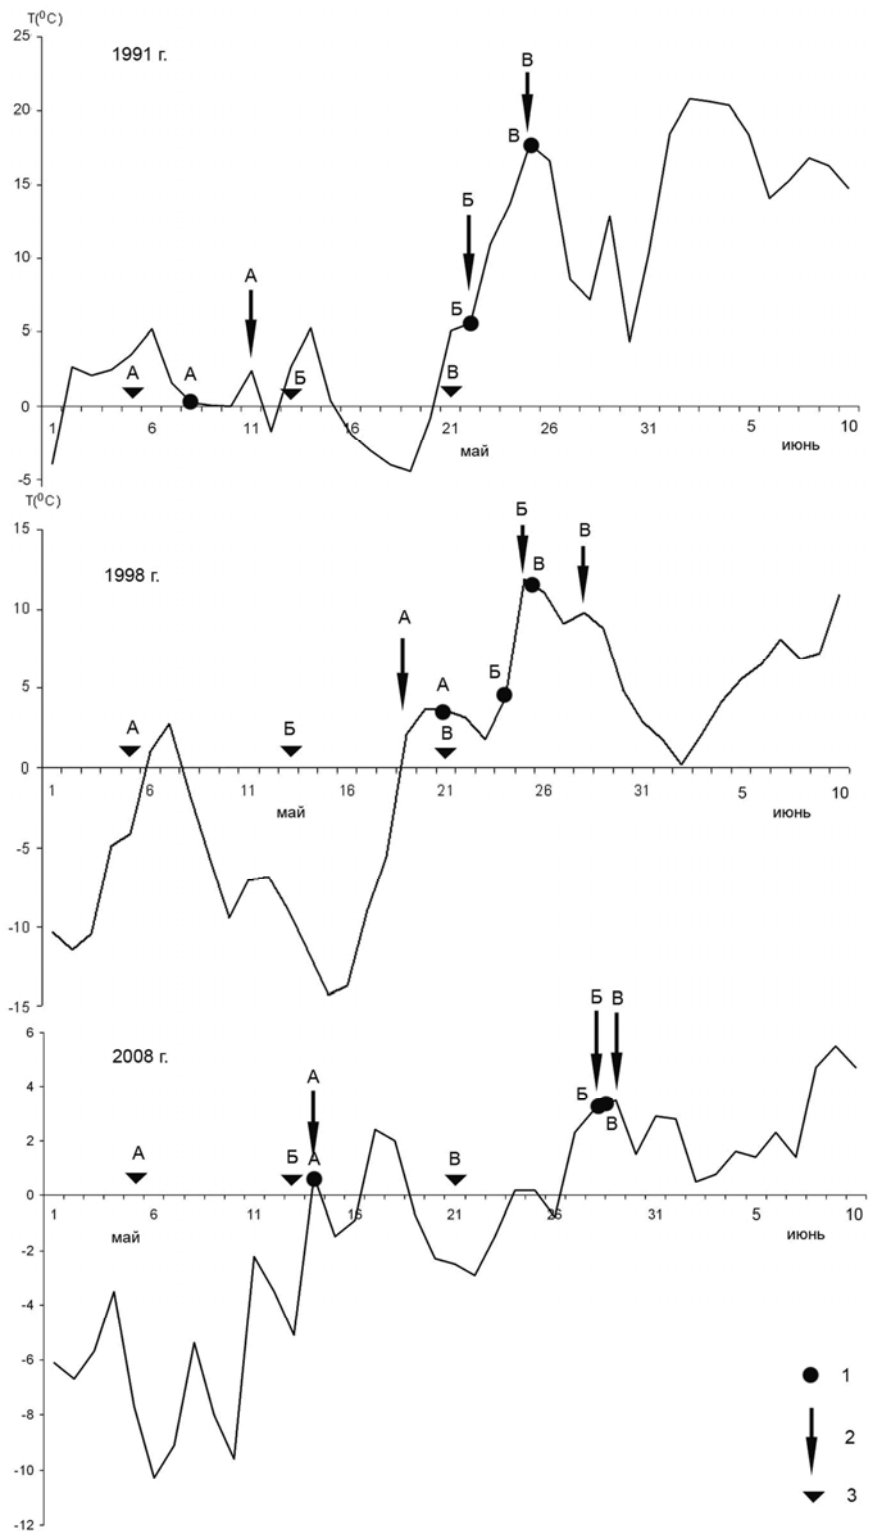 T(⁰C)
25
1991 г.
В
20
В
15
Б
10
А
Б
5
А
А
Б
В
0
1
6
11
16
21
26
31
5
10
май
июнь
-5
T(⁰C)
15
Б
В
1998 г.
В
10
А
Б
5
А
А
Б
В
0
1
6
11
16
21
26
31
5
10
май
июнь
-5
-10
-15
Б
В
6
2008 г.
А
4
Б
В
2
А
Б
А
В
0
1
6
11
16
21
26
31
5
10
май
июнь
-2
-4
-6
1
-8
2
-10
3
-12